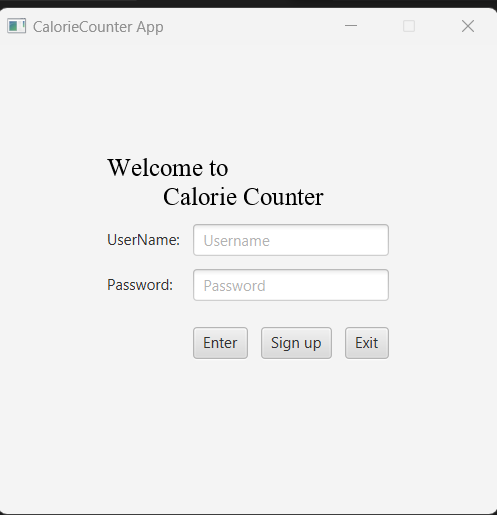 CalorieCounter App
Welcome to
Calorie Counter
UserName: Username
Password: Password
Enter Sign up Exit